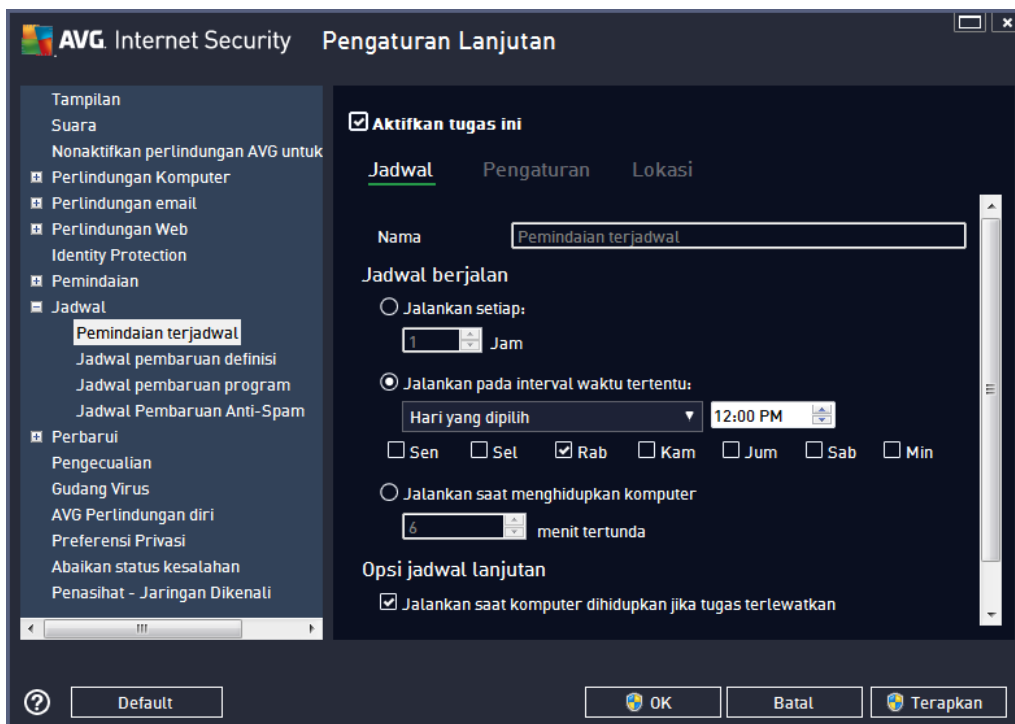 AVG. Internet Security Pengaturan Lanjutan
Tampilan
Suara
Nonaktifkan perlindungan AVG untuk
Perlindungan Komputer
Perlindungan email
Perlindungan Web
Identity Protection
Pemindaian
Jadwal
Pemindaian terjadwal
Jadwal pembaruan definisi
Jadwal pembaruan program
Jadwal Pembaruan Anti-Spam
Perbarui
Pengecualian
Gudang Virus
AVG Perlindungan diri
Preferensi Privasi
Abaikan status kesalahan
Penasihat - Jaringan Dikenali
Aktifkan tugas ini
Jadwal Pengaturan Lokasi
Nama Pemindaian terjadwal
Jadwal berjalan
Jalankan setiap:
1 Jam
Jalankan pada interval waktu tertentu:
Hari yang dipilih 12:00 PM
Sen Sel Rab Kam Jum Sab Min
Jalankan saat menghidupkan komputer
6 menit tertunda
Opsi jadwal lanjutan
Jalankan saat komputer dihidupkan jika tugas terlewatkan
? Default OK Batal Terapkan